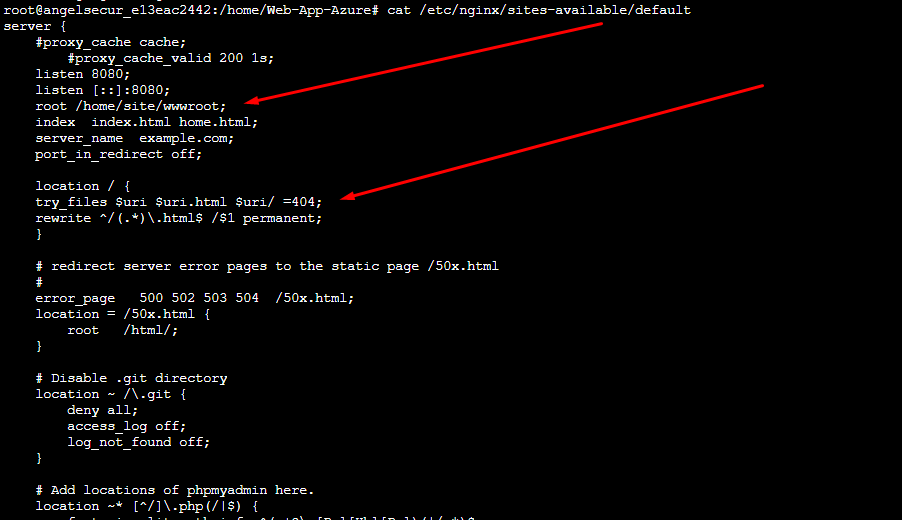 root@angelsecur_e13eac2442:/home/Web-App-Azure# cat /etc/nginx/sites-available/default
server {
    #proxy_cache cache;
        #proxy_cache_valid 200 1s;
    listen 8080;
    listen [::]:8080;
    root /home/site/wwwroot;
    index  index.html home.html;
    server_name  example.com;
    port_in_redirect off;
    location / {
    try_files $uri $uri.html $uri/ =404;
    rewrite ^/(.*)\.html$ /$1 permanent;
    }
    # redirect server error pages to the static page /50x.html
    #
    error_page   500 502 503 504  /50x.html;
    location = /50x.html {
        root   /html/;
    }
    # Disable .git directory
    location ~ /\.git {
        deny all;
        access_log off;
        log_not_found off;
    }
    # Add locations of phpmyadmin here.
    location ~* [^/]\.php(/|$) {